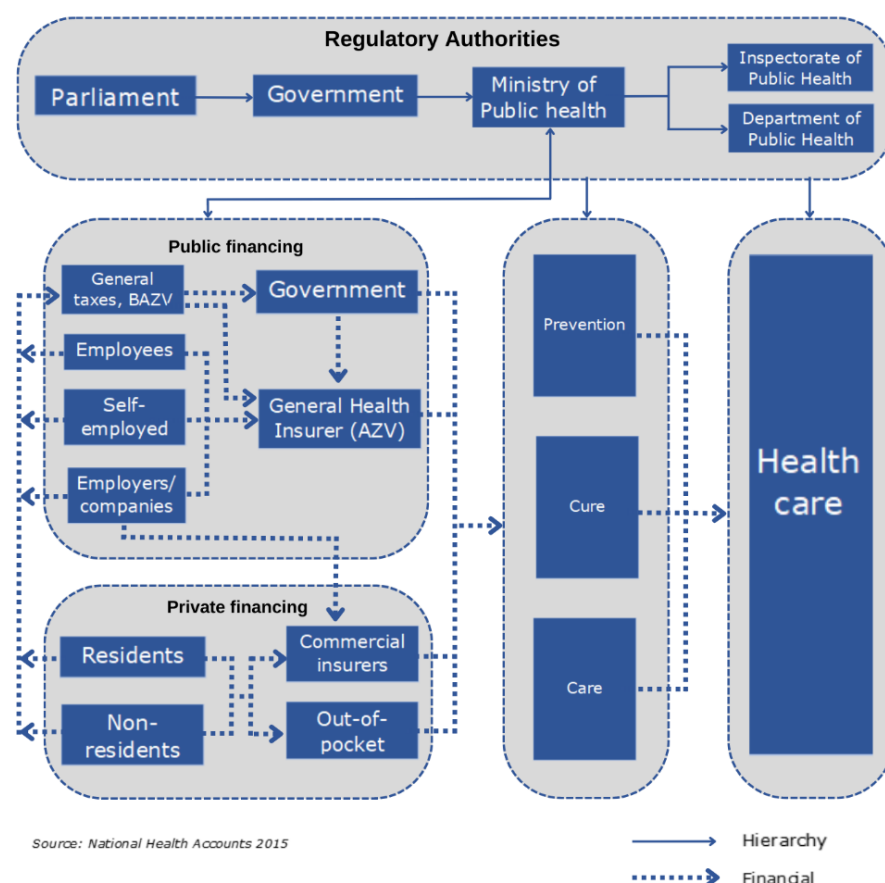 Regulatory Authorities
Parliament
Government
Ministry of
Public health
Inspectorate of
Public Health
Department of
Public Health
Public financing
General
taxes, BAZV
Government
Employees
Self-
employed
General Health
Insurer (AZV)
Employers/
companies
Private financing
Residents
Commercial
insurers
Non-
residents
Out-of-
pocket
Prevention
Cure
Care
Health
care
Source: National Health Accounts 2015
Hierarchy
Financial